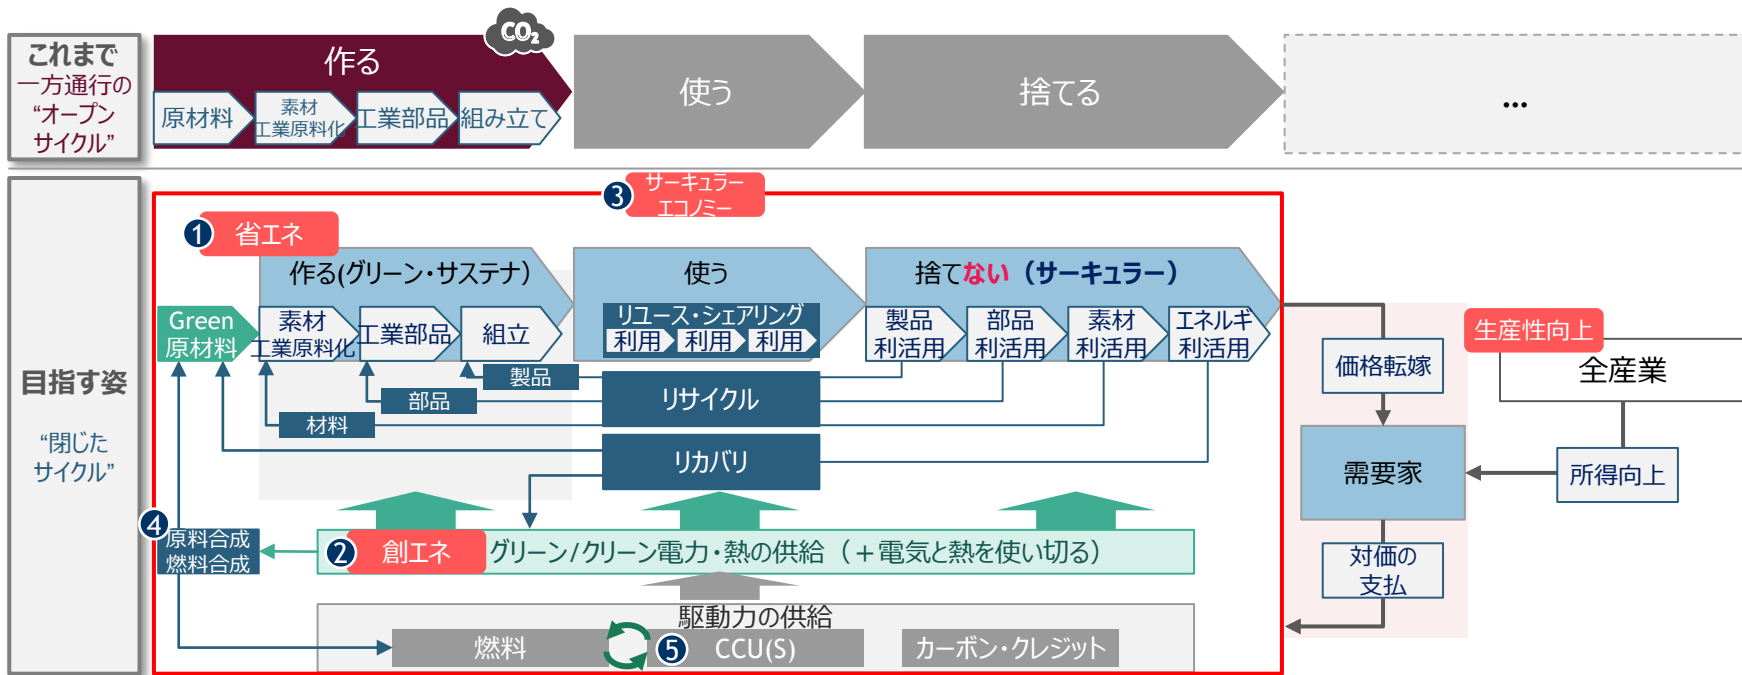 これまで
一方通行の
“オープン
サイクル”
作る
CO₂
原材料
素材
工業原料化
工業部品
組み立て
使う
捨てる
...
目指す姿
“閉じた
サイクル”
❸ サーキュラー
エコノミー
❶ 省エネ
作る(グリーン・サステナ)
使う
捨てない（サーキュラー）
Green
原材料
素材
工業原料化
工業部品
組立
リユース・シェアリング
利用 利用 利用
製品
利活用
部品
利活用
素材
利活用
エネルギ
利活用
製品
部品
材料
リサイクル
リカバリ
❹
原料合成
燃料合成
❷ 創エネ グリーン/クリーン電力・熱の供給（＋電気と熱を使い切る）
駆動力の供給
燃料
❺ CCU(S)
カーボン・クレジット
価格転嫁
需要家
対価の
支払
生産性向上
全産業
所得向上